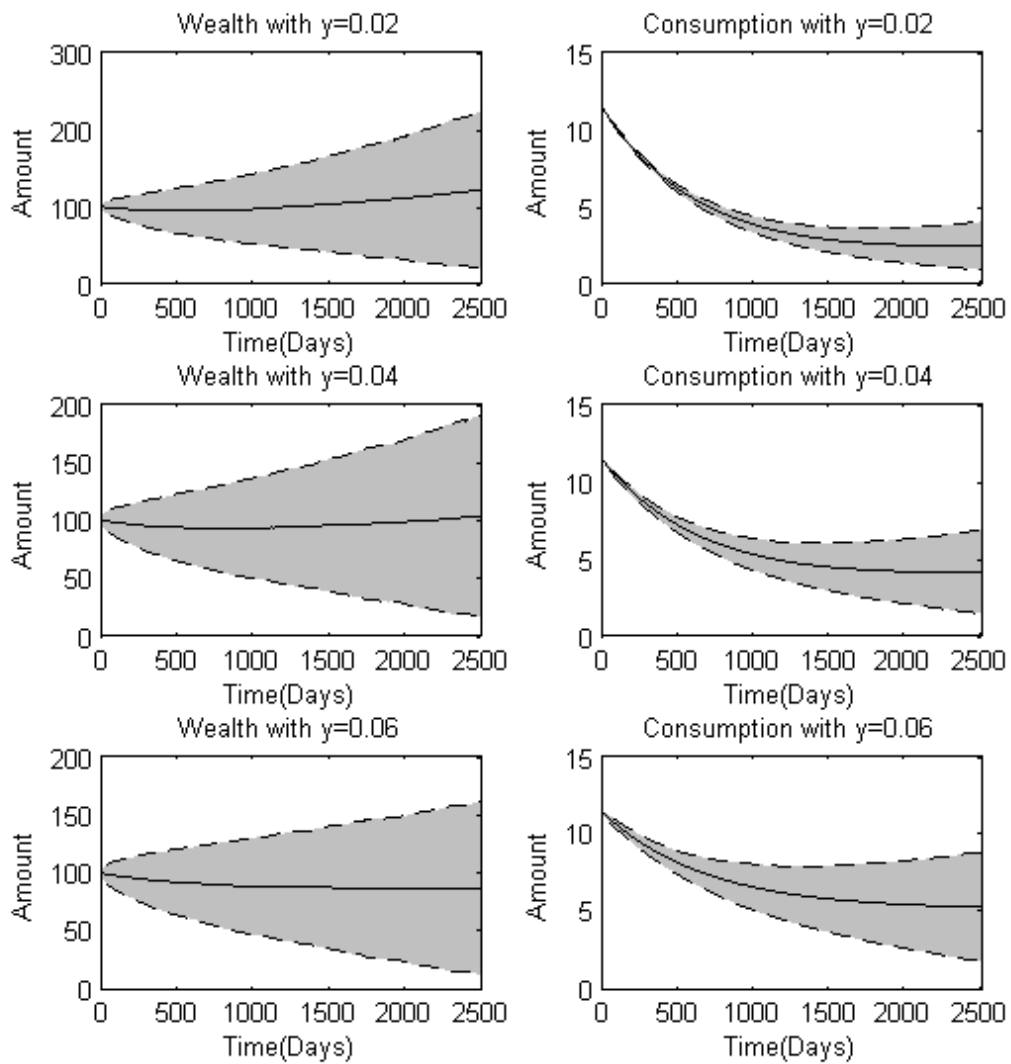 Wealth with y=0.02
Consumption with y=0.02
300
200
100
0
Amount
0 500 1000 1500 2000 2500
Time(Days)
15
10
5
0
Amount
0 500 1000 1500 2000 2500
Time(Days)
Wealth with y=0.04
Consumption with y=0.04
200
150
100
50
0
Amount
0 500 1000 1500 2000 2500
Time(Days)
15
10
5
0
Amount
0 500 1000 1500 2000 2500
Time(Days)
Wealth with y=0.06
Consumption with y=0.06
200
150
100
50
0
Amount
0 500 1000 1500 2000 2500
Time(Days)
15
10
5
0
Amount
0 500 1000 1500 2000 2500
Time(Days)